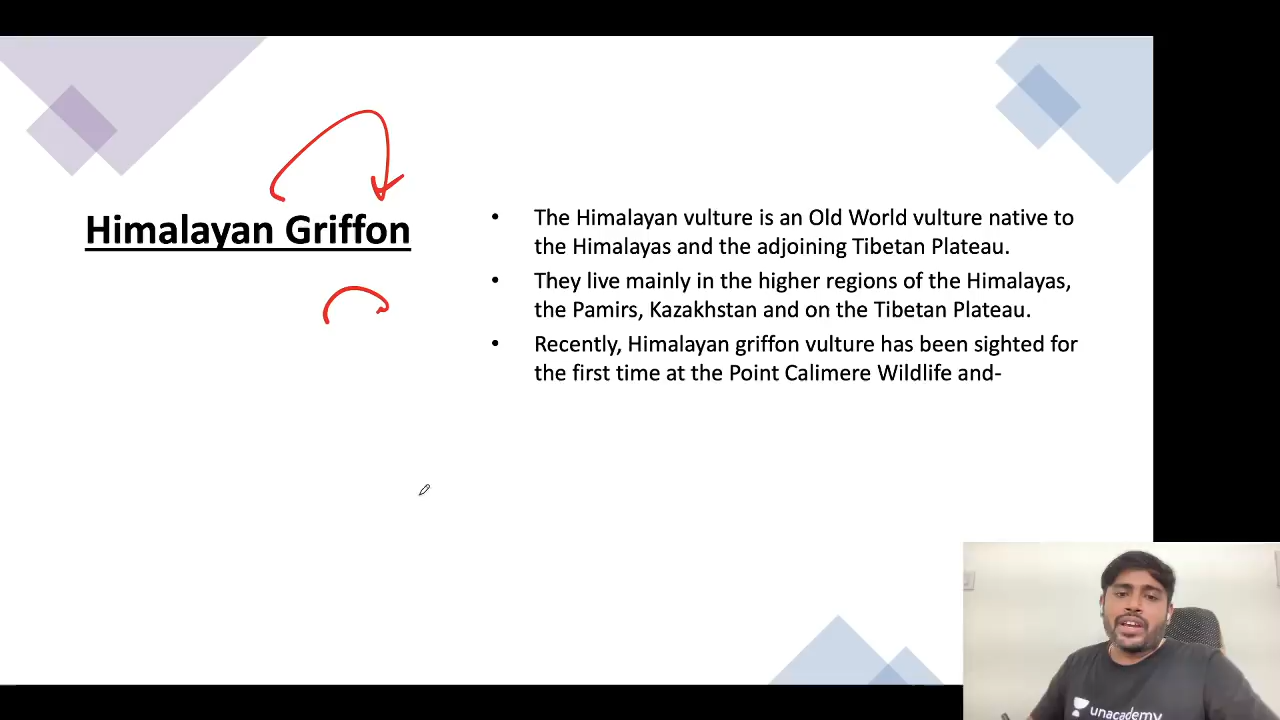 Himalayan Griffon
• The Himalayan vulture is an Old World vulture native to
the Himalayas and the adjoining Tibetan Plateau.
• They live mainly in the higher regions of the Himalayas,
the Pamirs, Kazakhstan and on the Tibetan Plateau.
• Recently, Himalayan griffon vulture has been sighted for
the first time at the Point Calimere Wildlife and-
unacademy